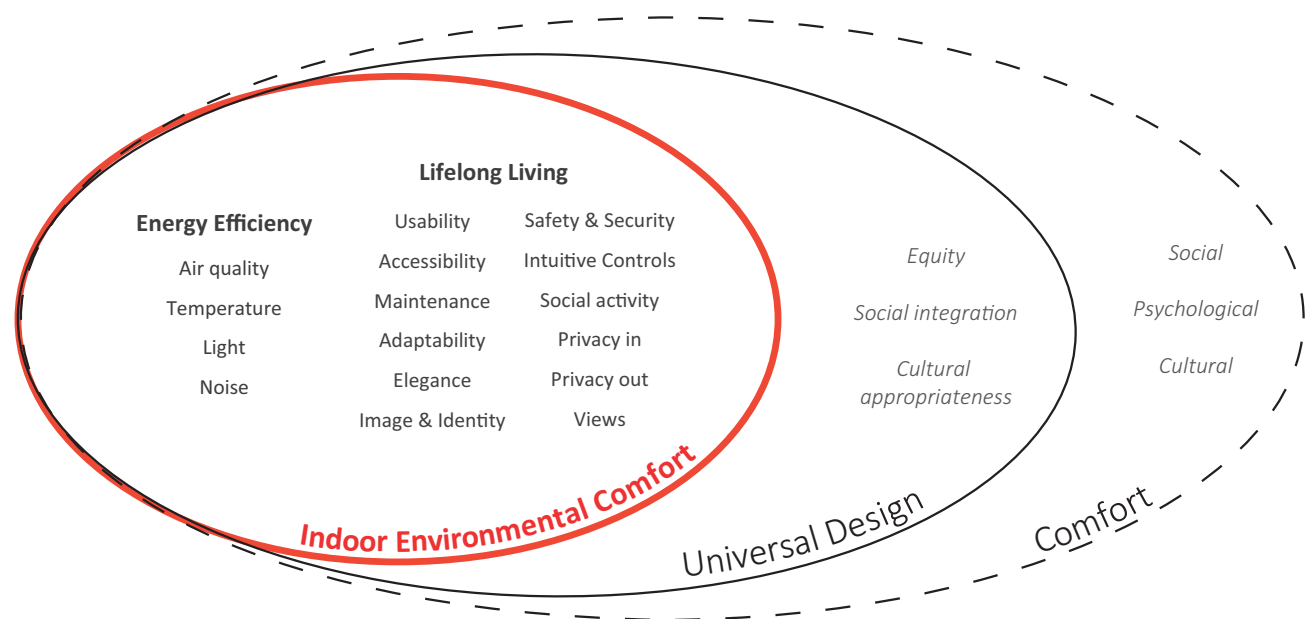 Lifelong Living
Energy Efficiency
Air quality
Temperature
Light
Noise
Usability
Accessibility
Maintenance
Adaptability
Elegance
Image & Identity
Safety & Security
Intuitive Controls
Social activity
Privacy in
Privacy out
Views
Equity
Social integration
Cultural
appropriateness
Social
Psychological
Cultural
Indoor Environmental Comfort
Universal Design
Comfort